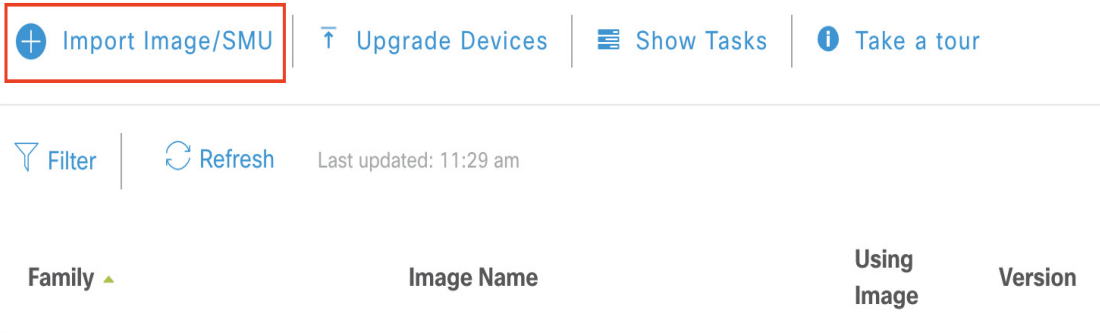 Import Image/SMU Upgrade Devices Show Tasks Take a tour
Filter Refresh Last updated: 11:29 am
Family Image Name Using Image Version